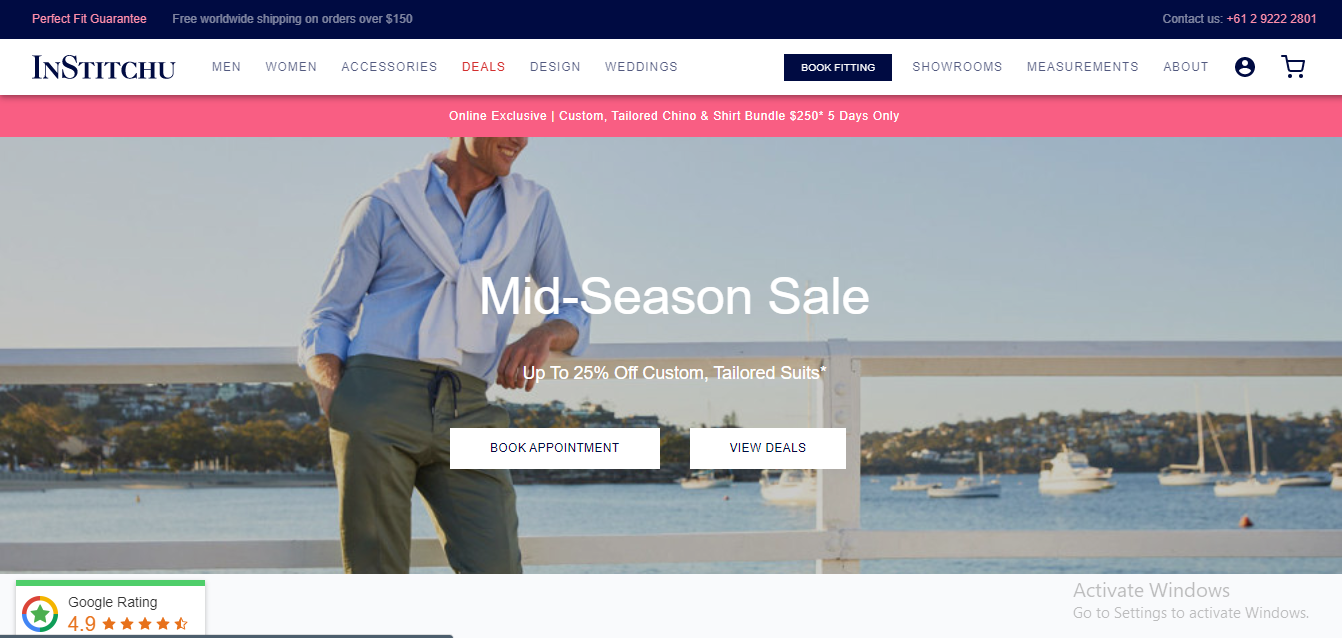 Perfect Fit Guarantee
Free worldwide shipping on orders over $150
Contact us: +61 2 9222 2801
INSTITCHU
MEN
WOMEN
ACCESSORIES
DEALS
DESIGN
WEDDINGS
BOOK FITTING
SHOWROOMS
MEASUREMENTS
ABOUT
Online Exclusive | Custom, Tailored Chino & Shirt Bundle $250* 5 Days Only
Mid-Season Sale
Up To 25% Off Custom, Tailored Suits*
BOOK APPOINTMENT
VIEW DEALS
Google Rating
4.9
Activate Windows
Go to Settings to activate Windows.